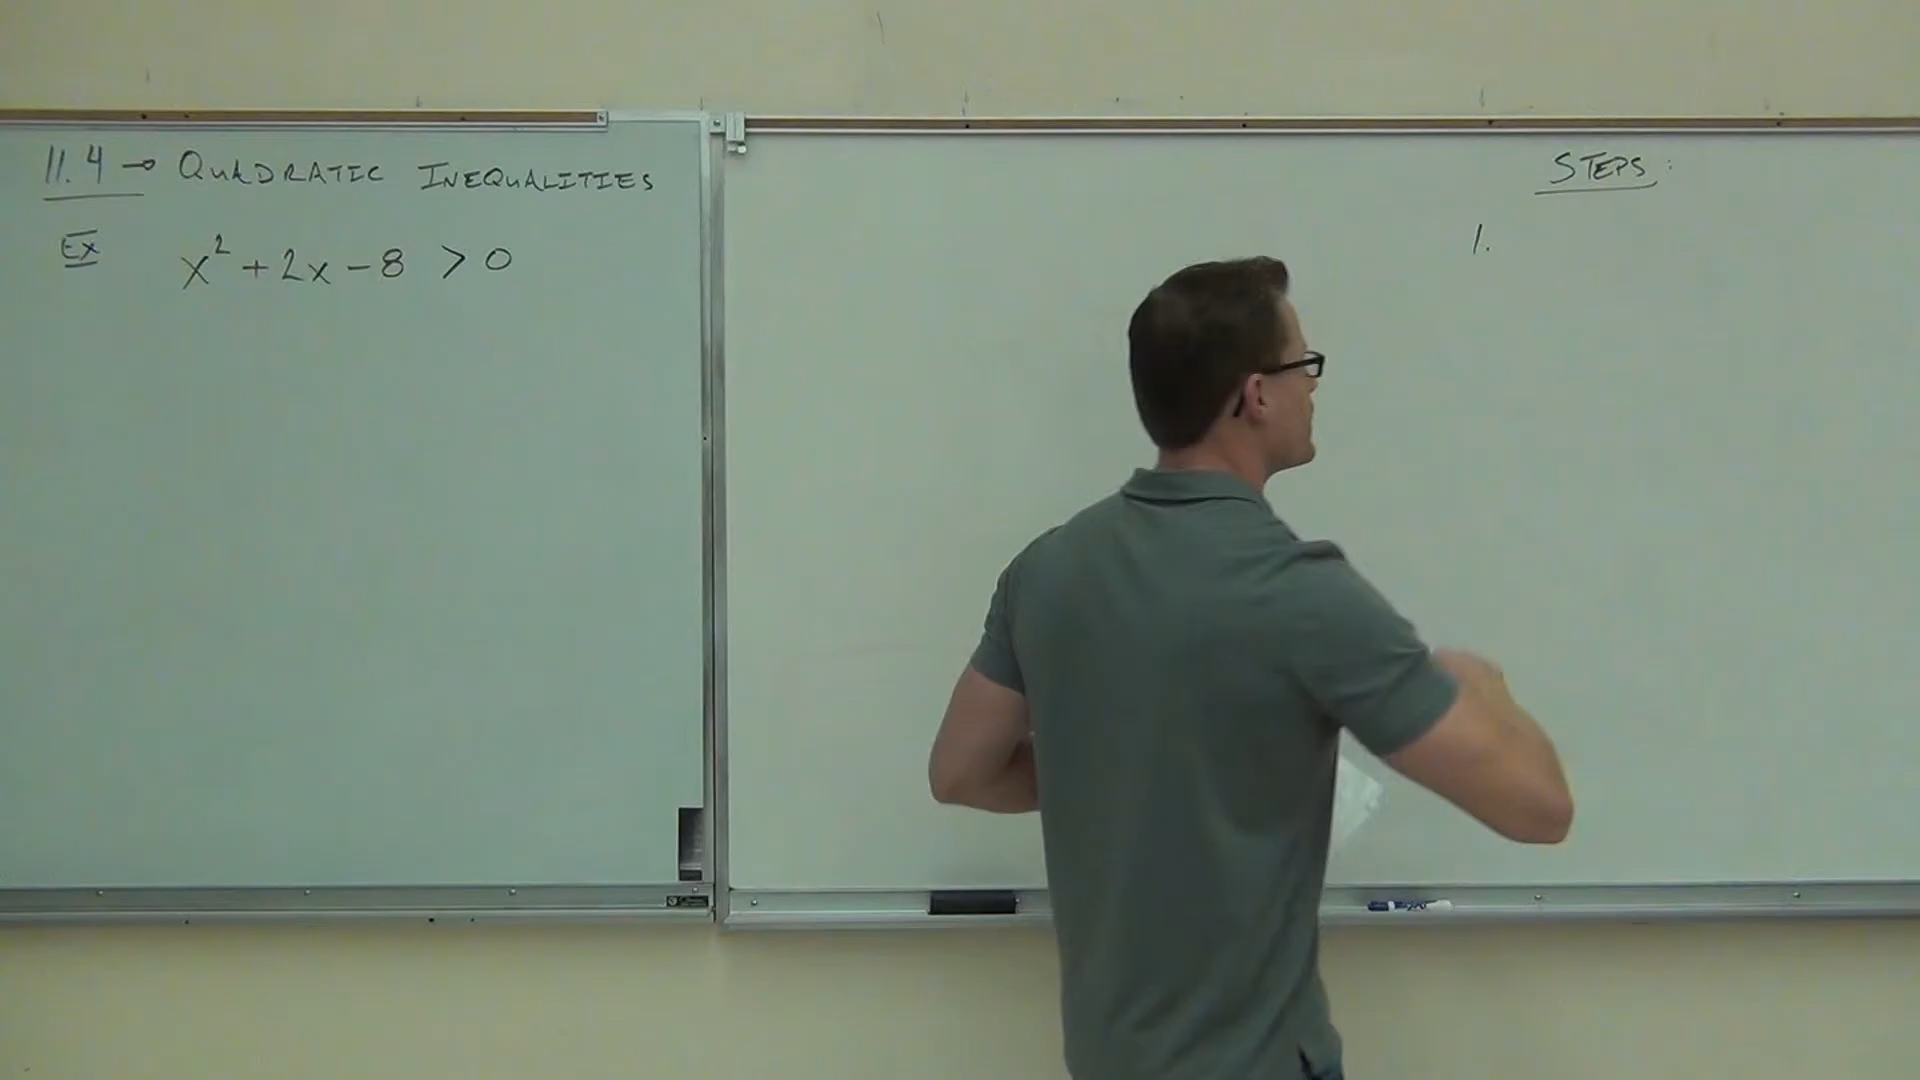 11.4 → QUADRATIC INEQUALITIES
Ex x² + 2x - 8 > 0
STEPS:
1.